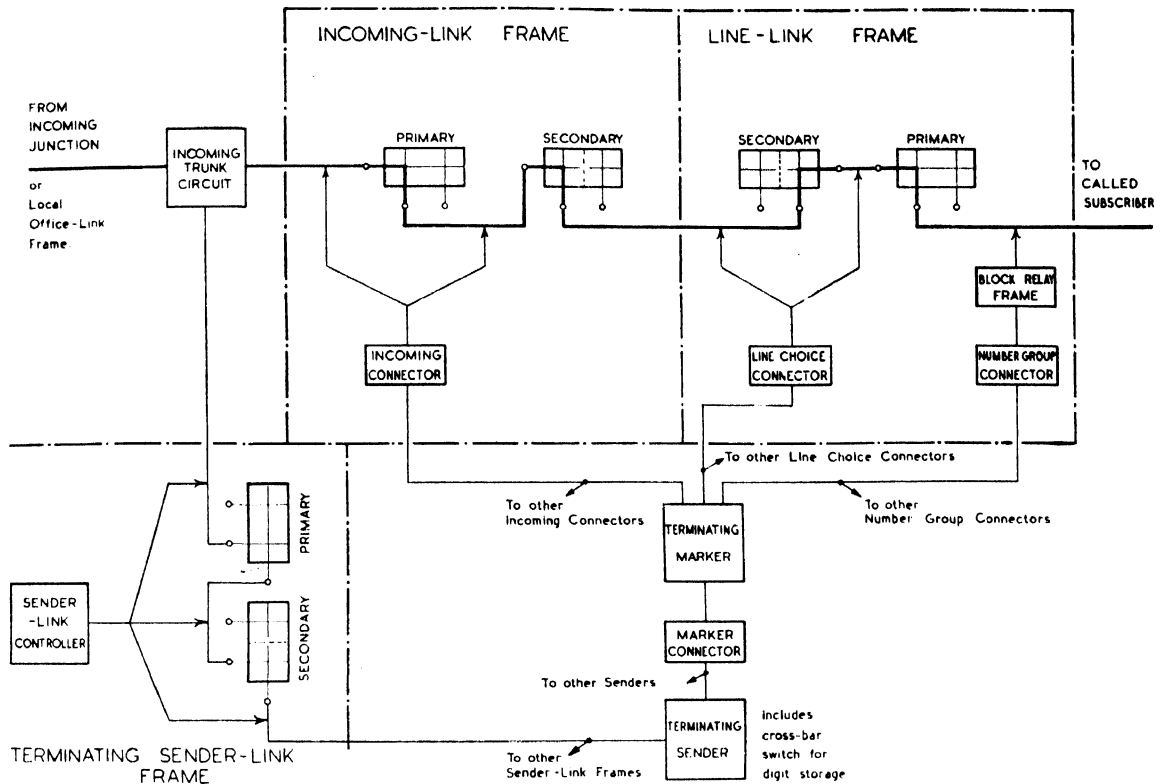 INCOMING-LINK FRAME
LINE-LINK FRAME
FROM
INCOMING
JUNCTION
or
Local
Office-Link
Frame.
INCOMING
TRUNK
CIRCUIT
PRIMARY
SECONDARY
SECONDARY
PRIMARY
TO
CALLED
SUBSCRIBER
BLOCK RELAY
FRAME
INCOMING
CONNECTOR
LINE CHOICE
CONNECTOR
NUMBER GROUP
CONNECTOR
To other Line Choice Connectors
To other
Incoming Connectors
To other
Number Group Connectors
TERMINATING
MARKER
PRIMARY
SENDER
-LINK
CONTROLLER
SECONDARY
MARKER
CONNECTOR
To other Senders
TERMINATING
SENDER
Includes
cross-bar
switch for
digit storage
To other
Sender-Link Frames
TERMINATING SENDER-LINK
FRAME